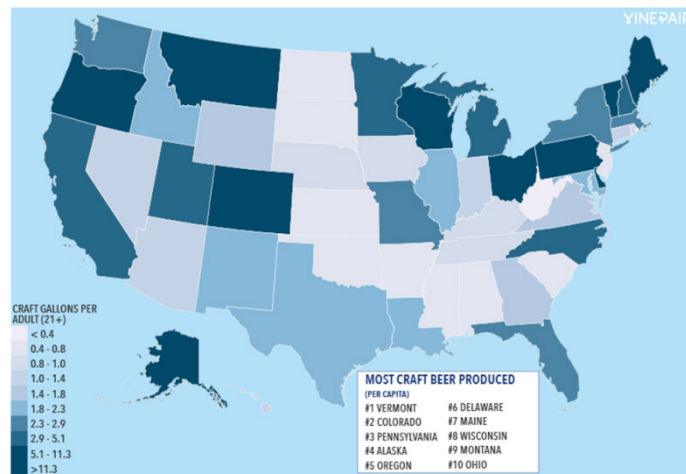 VINEPAIR
CRAFT GALLONS PER
ADULT (21+)
< 0.4
0.4 - 0.8
0.8 - 1.0
1.0 - 1.4
1.4 - 1.8
1.8 - 2.3
2.3 - 2.9
2.9 - 5.1
5.1 - 11.3
>11.3
MOST CRAFT BEER PRODUCED
(PER CAPITA)
#1 VERMONT
#2 COLORADO
#3 PENNSYLVANIA
#4 ALASKA
#5 OREGON
#6 DELAWARE
#7 MAINE
#8 WISCONSIN
#9 MONTANA
#10 OHIO